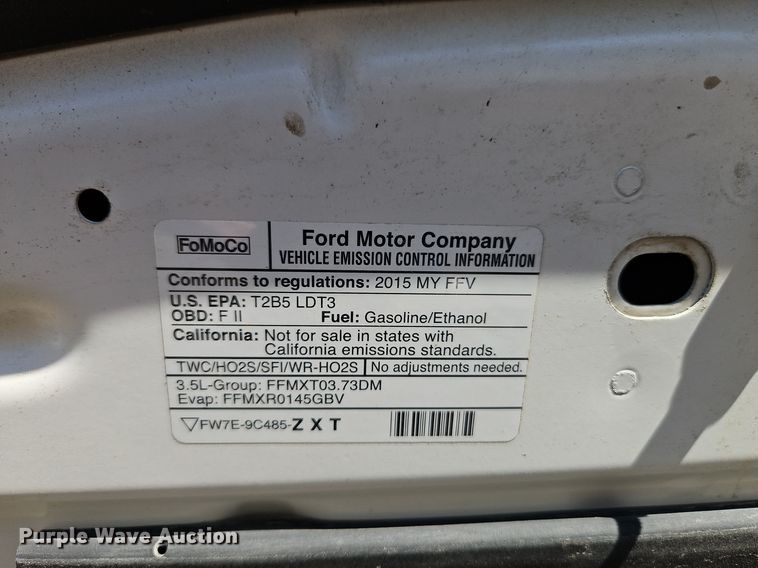 FoMoCo
Ford Motor Company
VEHICLE EMISSION CONTROL INFORMATION
Conforms to regulations: 2015 MY FFV
U.S. EPA: T2B5 LDT3
OBD: F II Fuel: Gasoline/Ethanol
California: Not for sale in states with
California emissions standards.
TWC/HO2S/SFI/WR-HO2S No adjustments needed.
3.5L-Group: FFMXT03.73DM
Evap: FFMXR0145GBV
FW7E-9C485-Z X T
Purple Wave Auction